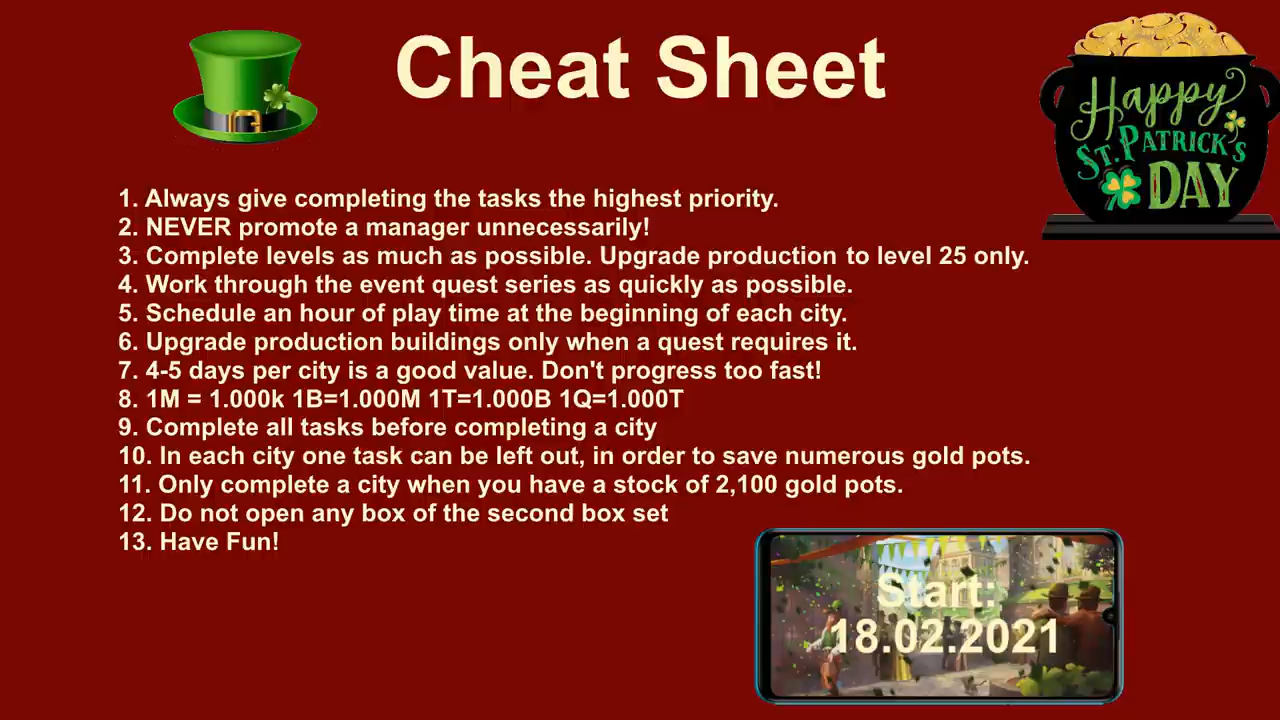 Cheat Sheet
Happy
St. Patrick's
DAY
1. Always give completing the tasks the highest priority.
2. NEVER promote a manager unnecessarily!
3. Complete levels as much as possible. Upgrade production to level 25 only.
4. Work through the event quest series as quickly as possible.
5. Schedule an hour of play time at the beginning of each city.
6. Upgrade production buildings only when a quest requires it.
7. 4-5 days per city is a good value. Don't progress too fast!
8. 1M = 1.000k 1B=1.000M 1T=1.000B 1Q=1.000T
9. Complete all tasks before completing a city
10. In each city one task can be left out, in order to save numerous gold pots.
11. Only complete a city when you have a stock of 2,100 gold pots.
12. Do not open any box of the second box set
13. Have Fun!
Start:
18.02.2021